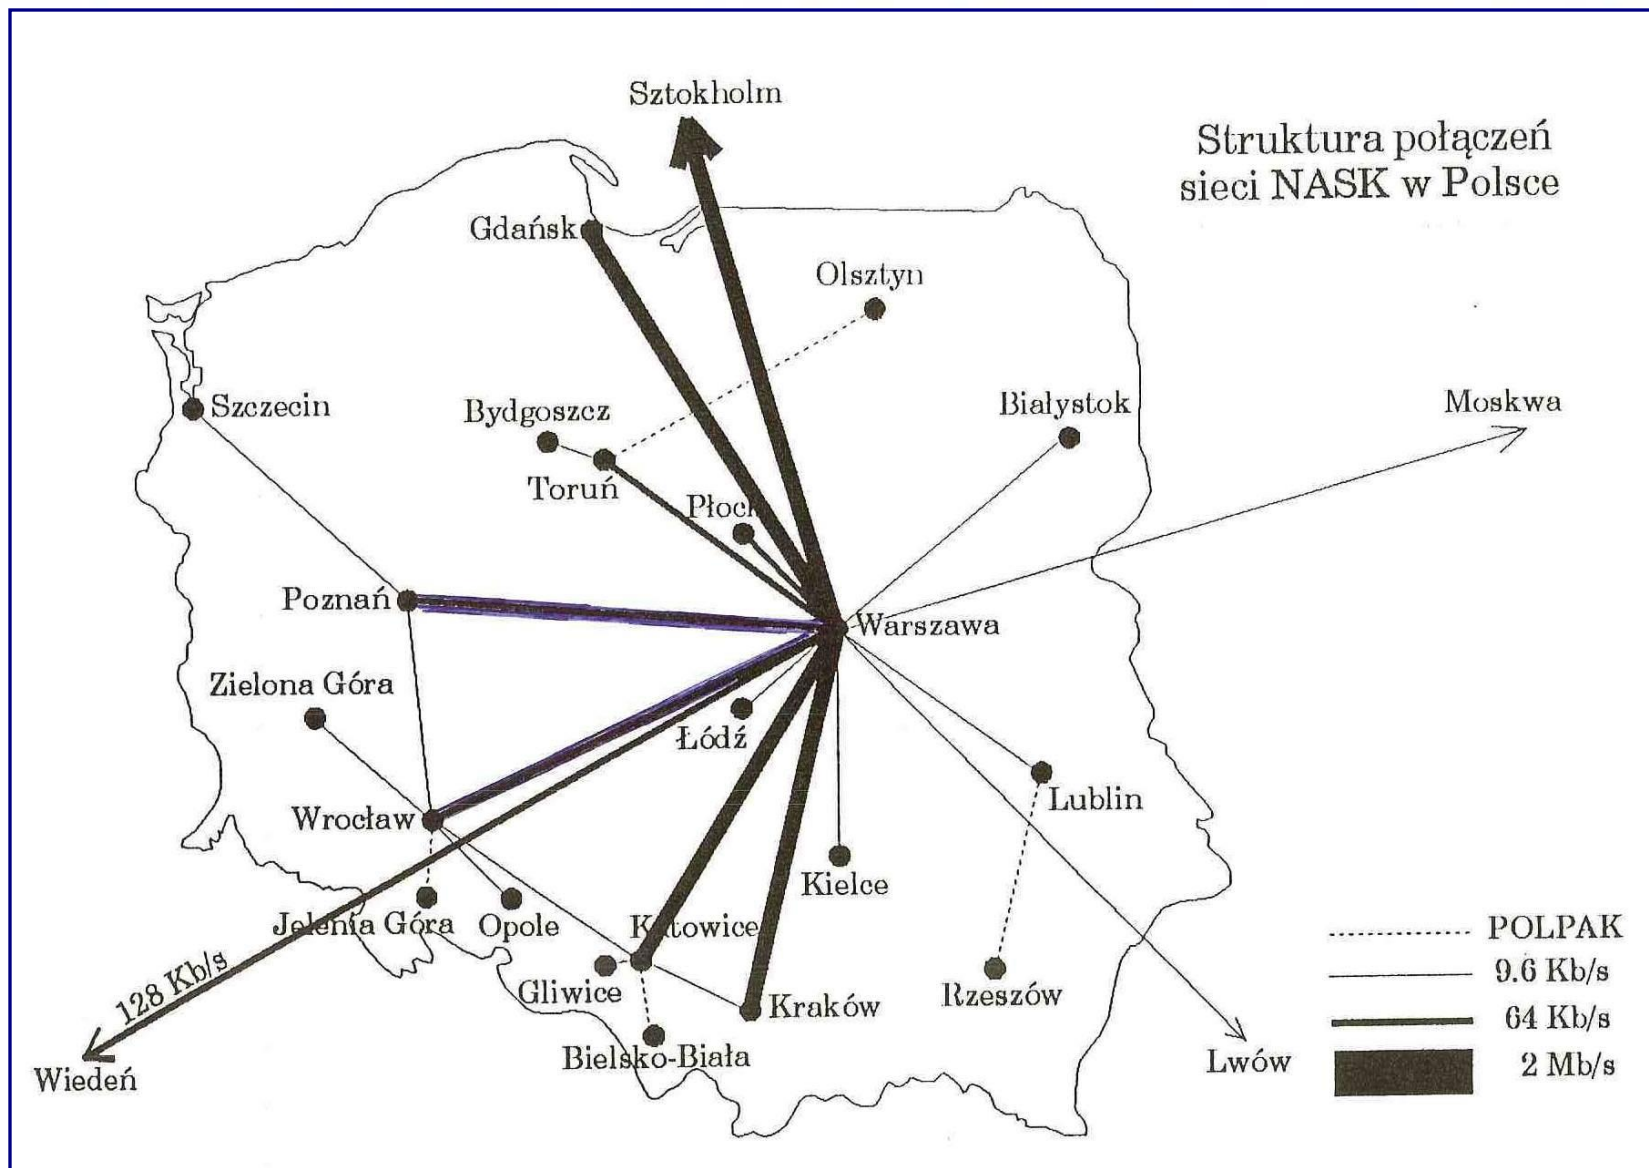 Sztokholm
Struktura połączeń
sieci NASK w Polsce
Gdańsk
Olsztyn
Szczecin
Bydgoszcz
Białystok
Moskwa
Toruń
Płock
Poznań
Warszawa
Zielona Góra
Łódź
Wrocław
Lublin
Kielce
Jelenia Góra
Opole
Katowice
POLPAK
128 Kb/s
9.6 Kb/s
Gliwice
Kraków
Rzeszów
64 Kb/s
Bielsko-Biała
Lwów
2 Mb/s
Wiedeń